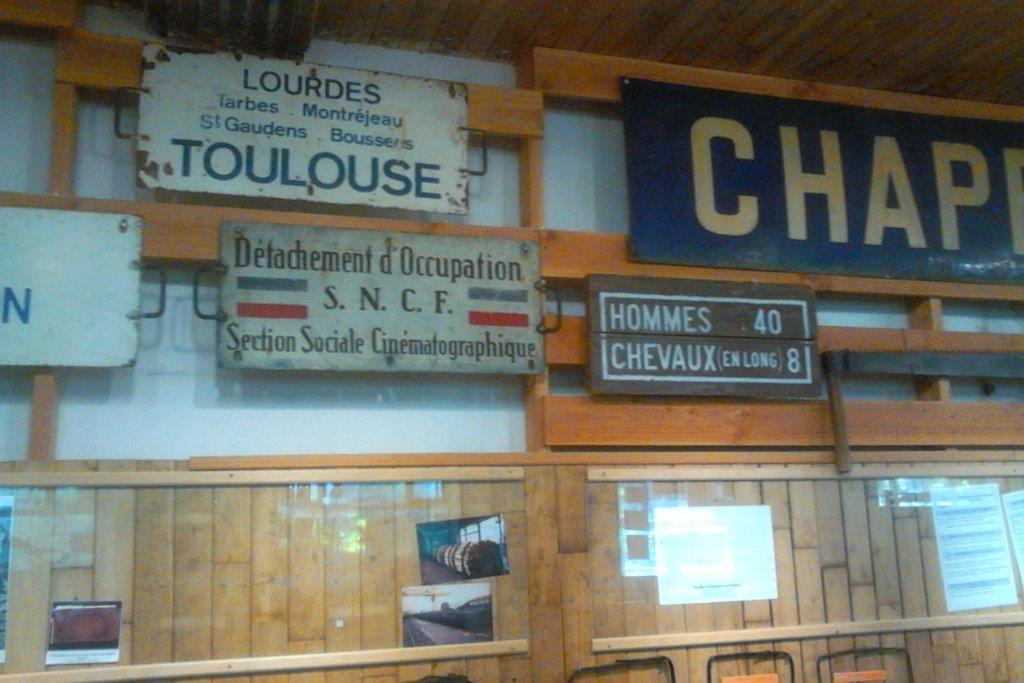 LOURDES
Tarbes . Montréjeau
St Gaudens . Boussens
TOULOUSE
CHAP
N
Détachement d'Occupation
S. N. C. F.
Section Sociale Cinématographique
HOMMES . 40
CHEVAUX (EN LONG) 8